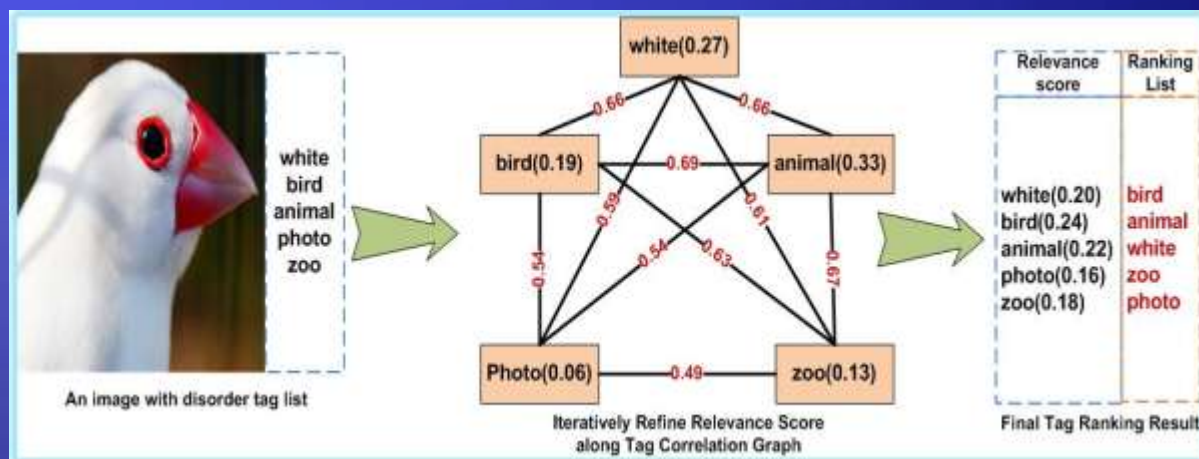 white
bird
animal
photo
zoo
An image with disorder tag list
white(0.27)
0.66
0.66
bird(0.19)
0.69
animal(0.33)
0.59
0.61
0.54
0.54
0.63
0.67
Photo(0.06)
0.49
zoo(0.13)
Iteratively Refine Relevance Score
along Tag Correlation Graph
Relevance
score
Ranking
List
white(0.20)
bird
bird(0.24)
animal
animal(0.22)
white
photo(0.16)
zoo
zoo(0.18)
photo
Final Tag Ranking Result